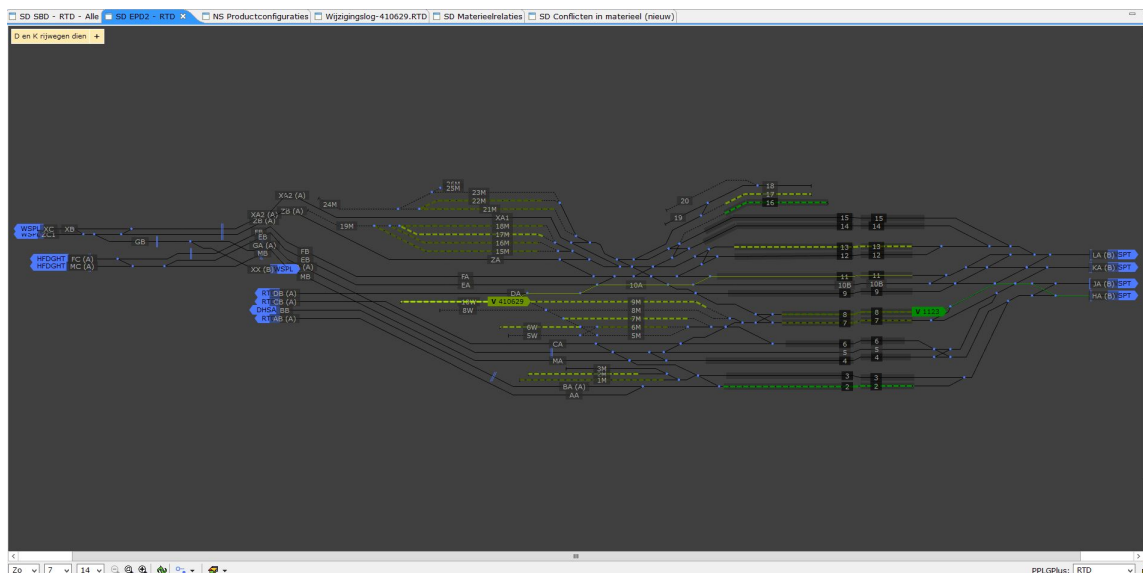 SD SBD - RTD - Alle
SD EPD2 - RTD
NS Productconfiguraties
Wijzigingslog-410629.RTD
SD Materieelrelaties
SD Conflicten in materieel (nieuw)
D en K rijwegen dien +
18
17
16
20
19
25M
24M
23M
22M
21M
XA2 (A)
XA2 (A)
ZB (A)
ZB (A)
XA1
19M
18M
17M
16M
15M
ZA
WSPL
XC
XB
ZC1
GB
EB
GA (A)
MB
HFDGHT
FC (A)
HFDGHT
MC (A)
XX (B)
WSPL
FB
EB
(A)
MB
FA
EA
10A
15
15
14
14
13
13
12
12
11
11
10B
10B
9
9
LA (B)
SPT
KA (B)
SPT
JA (B)
SPT
HA (B)
SPT
DB (A)
CB (A)
DHSA
BB
AB (A)
DA
10W
V 410629
9M
8W
8M
7M
6W
6M
5W
5M
8
8
V 1123
7
7
CA
MA
6
6
5
5
4
4
3M
1M
BA (A)
AA
3
3
2
2
Zo
7
14
PPLGPlus: RTD